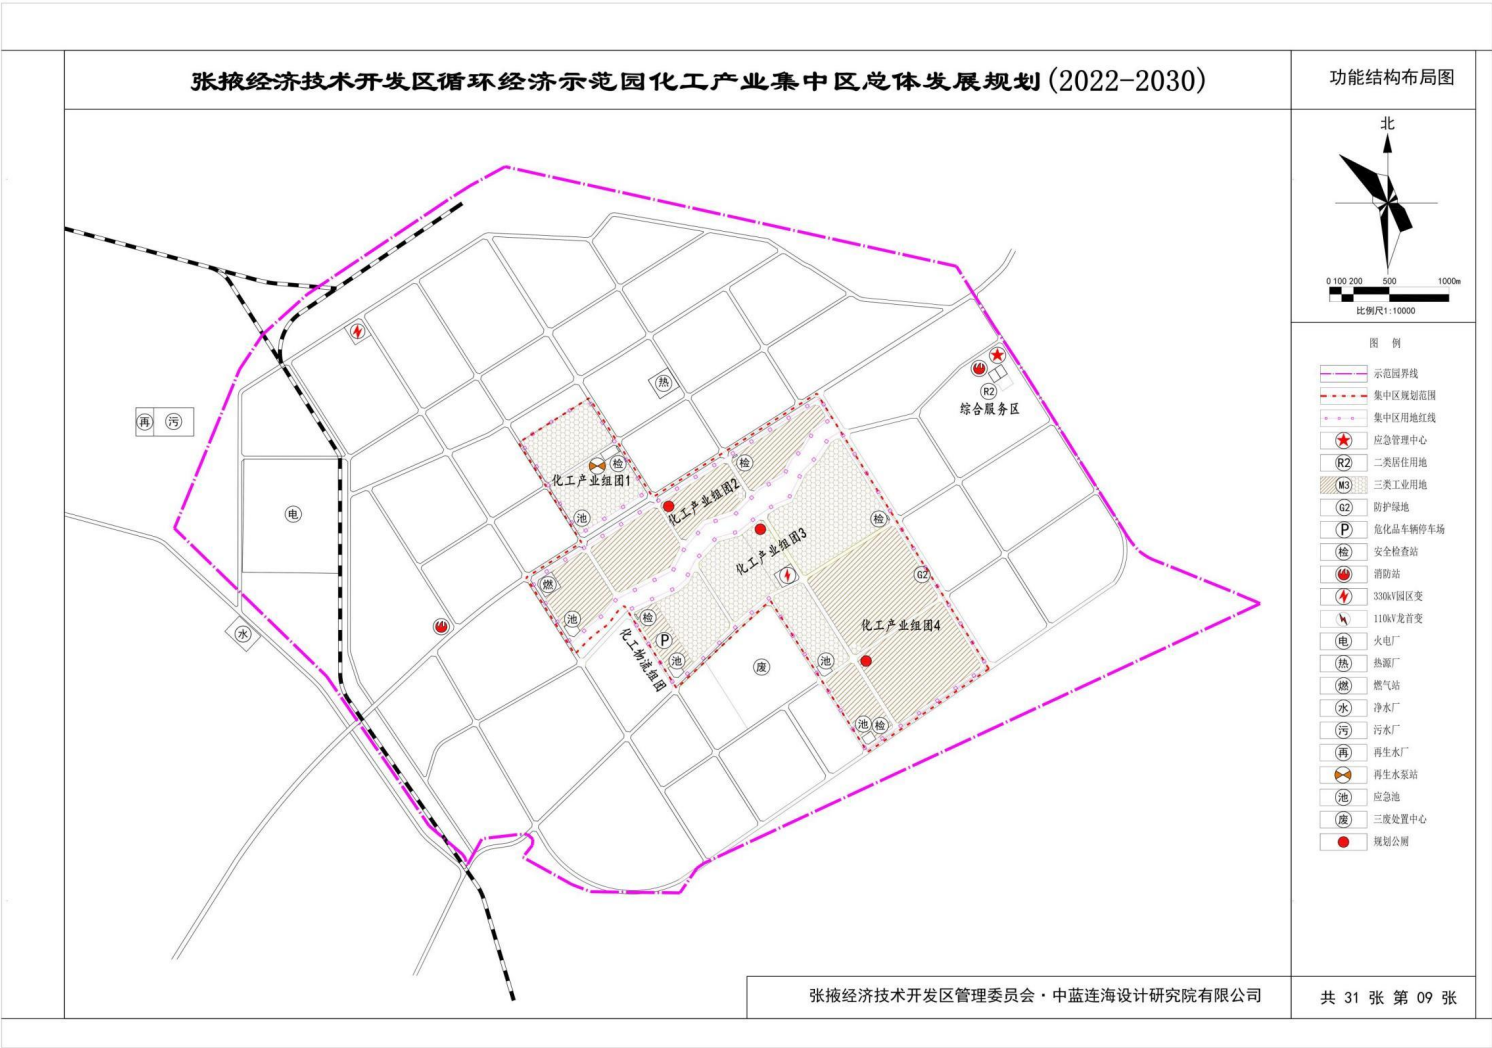 张掖经济技术开发区循环经济示范园化工产业集中区总体发展规划(2022-2030)
功能结构布局图
北
0 100 200 500 1000m
比例尺1:10000
图 例
示范园界线
集中区规划范围
集中区用地红线
应急管理中心
R2 二类居住用地
M3 三类工业用地
G2 防护绿地
P 危化品车辆停车场
检 安全检查站
消防站
330kV园区变
110kV龙首变
电 火电厂
热 热源厂
燃 燃气站
水 净水厂
污 污水厂
再 再生水厂
再生水泵站
池 应急池
废 三废处置中心
规划公厕
热
R2
综合服务区
再 污
检
检
化工产业组团1
化工产业组团2
电
池
检
化工产业组团3
G2
燃
池
检
化工产业组团4
水
P
化工物流组团
池
废
池
池 检
张掖经济技术开发区管理委员会·中蓝连海设计研究院有限公司
共 31 张 第 09 张